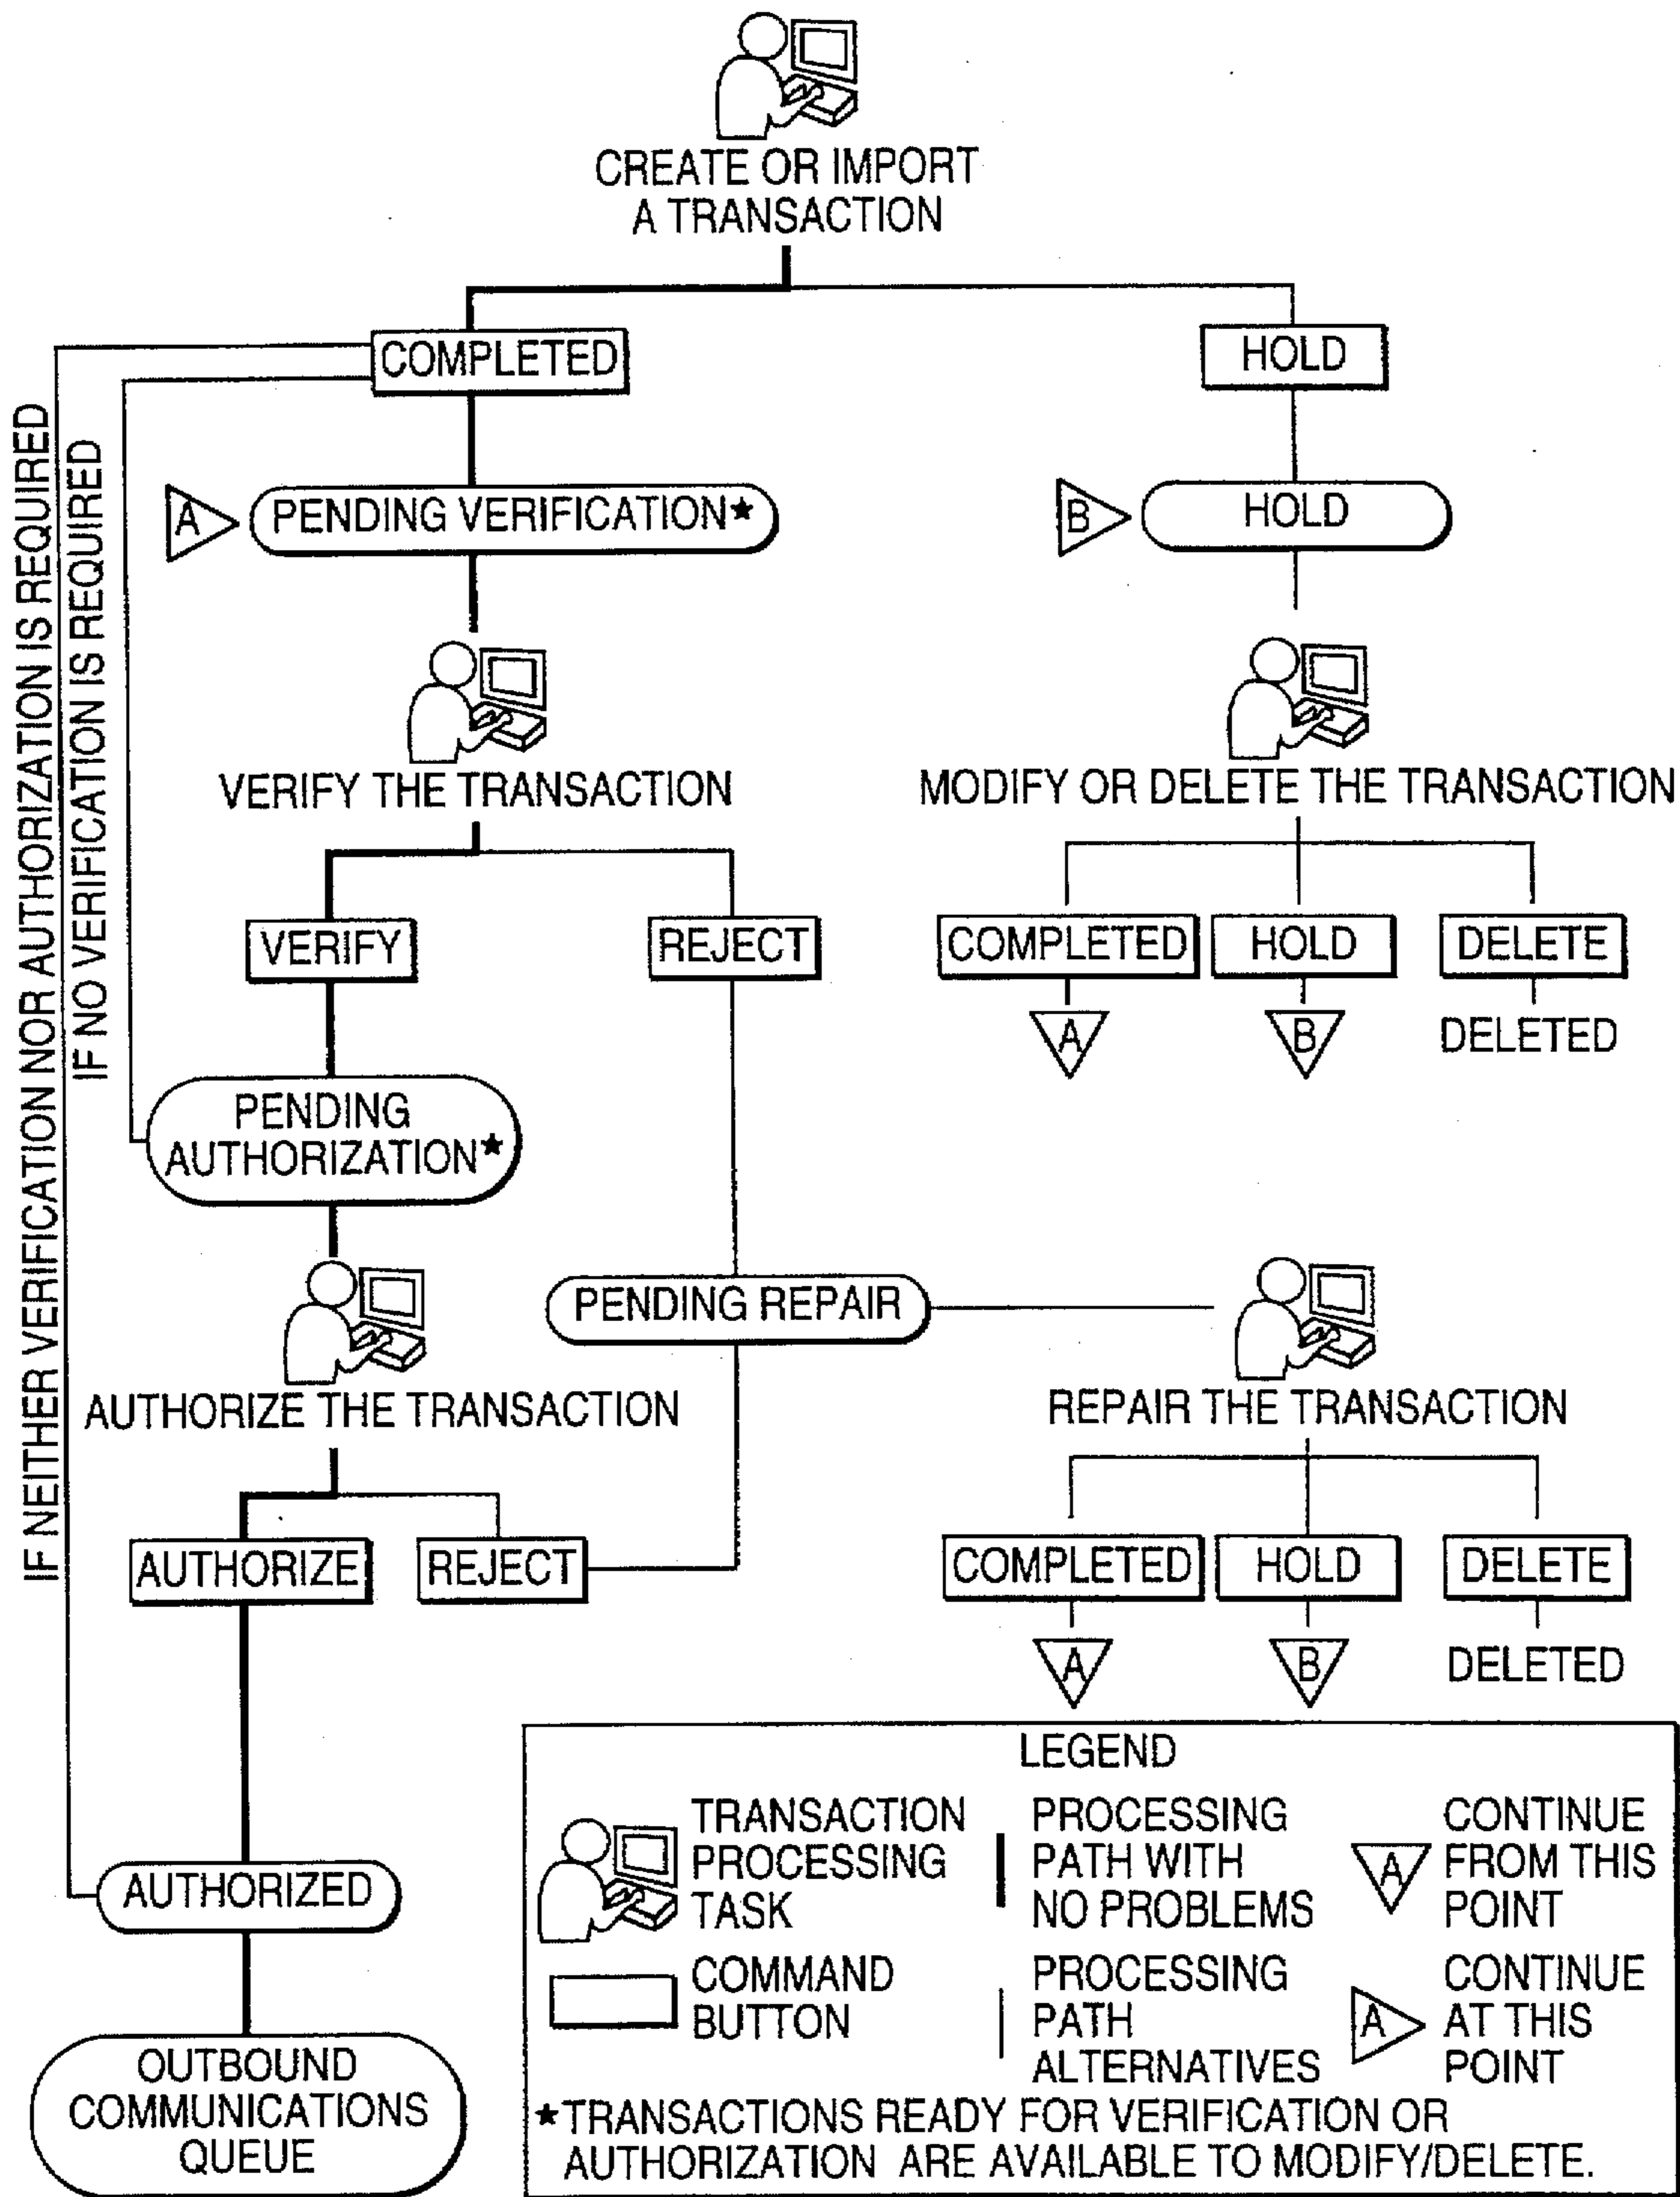 CREATE OR IMPORT
A TRANSACTION
COMPLETED
HOLD
IF NEITHER VERIFICATION NOR AUTHORIZATION IS REQUIRED
IF NO VERIFICATION IS REQUIRED
A
PENDING VERIFICATION★
B
HOLD
VERIFY THE TRANSACTION
MODIFY OR DELETE THE TRANSACTION
VERIFY
REJECT
COMPLETED
HOLD
DELETE
A
B
DELETED
PENDING
AUTHORIZATION★
PENDING REPAIR
AUTHORIZE THE TRANSACTION
REPAIR THE TRANSACTION
AUTHORIZE
REJECT
COMPLETED
HOLD
DELETE
A
B
DELETED
AUTHORIZED
OUTBOUND
COMMUNICATIONS
QUEUE
LEGEND
TRANSACTION
PROCESSING
TASK
PROCESSING
PATH WITH
NO PROBLEMS
A
CONTINUE
FROM THIS
POINT
COMMAND
BUTTON
PROCESSING
PATH
ALTERNATIVES
A
CONTINUE
AT THIS
POINT
★TRANSACTIONS READY FOR VERIFICATION OR
AUTHORIZATION ARE AVAILABLE TO MODIFY/DELETE.